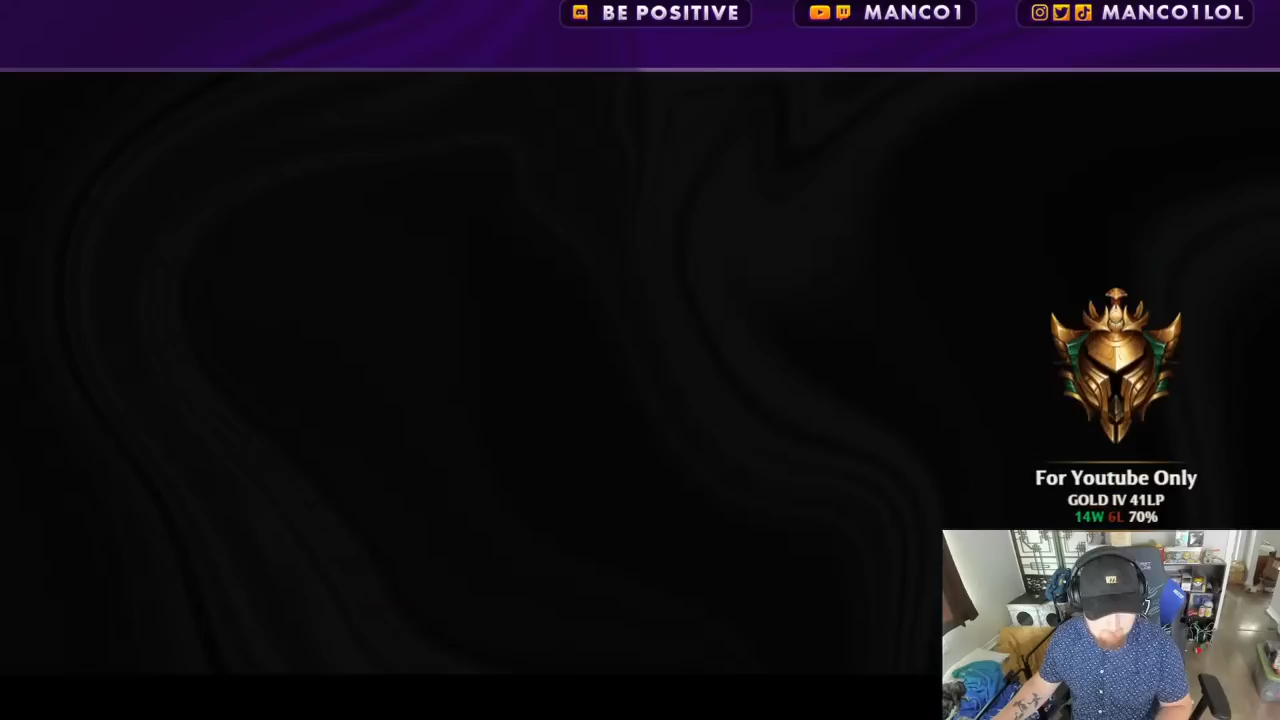 BE POSITIVE
MANCO1
MANCO1LOL
For Youtube Only
GOLD IV 41LP
14W 6L 70%